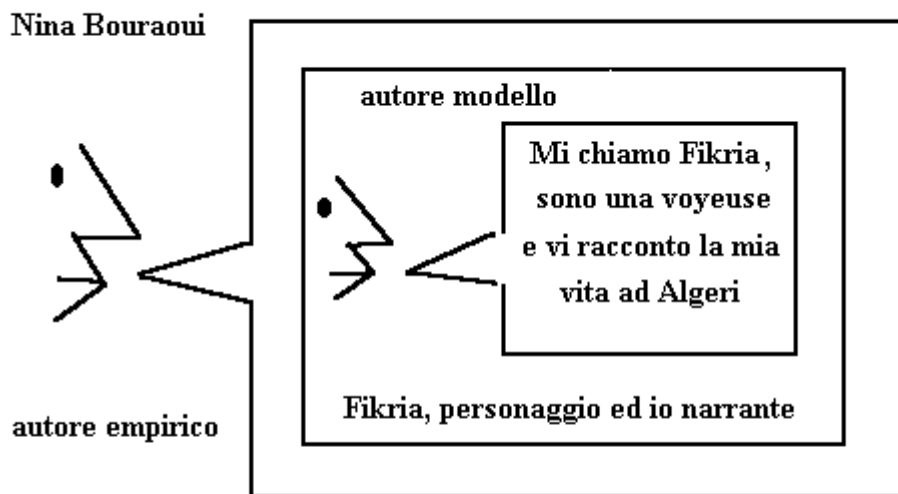 Nina Bouraoui
autore modello
Mi chiamo Fikria,
sono una voyeuse
e vi racconto la mia
vita ad Algeri
Fikria, personaggio ed io narrante
autore empirico